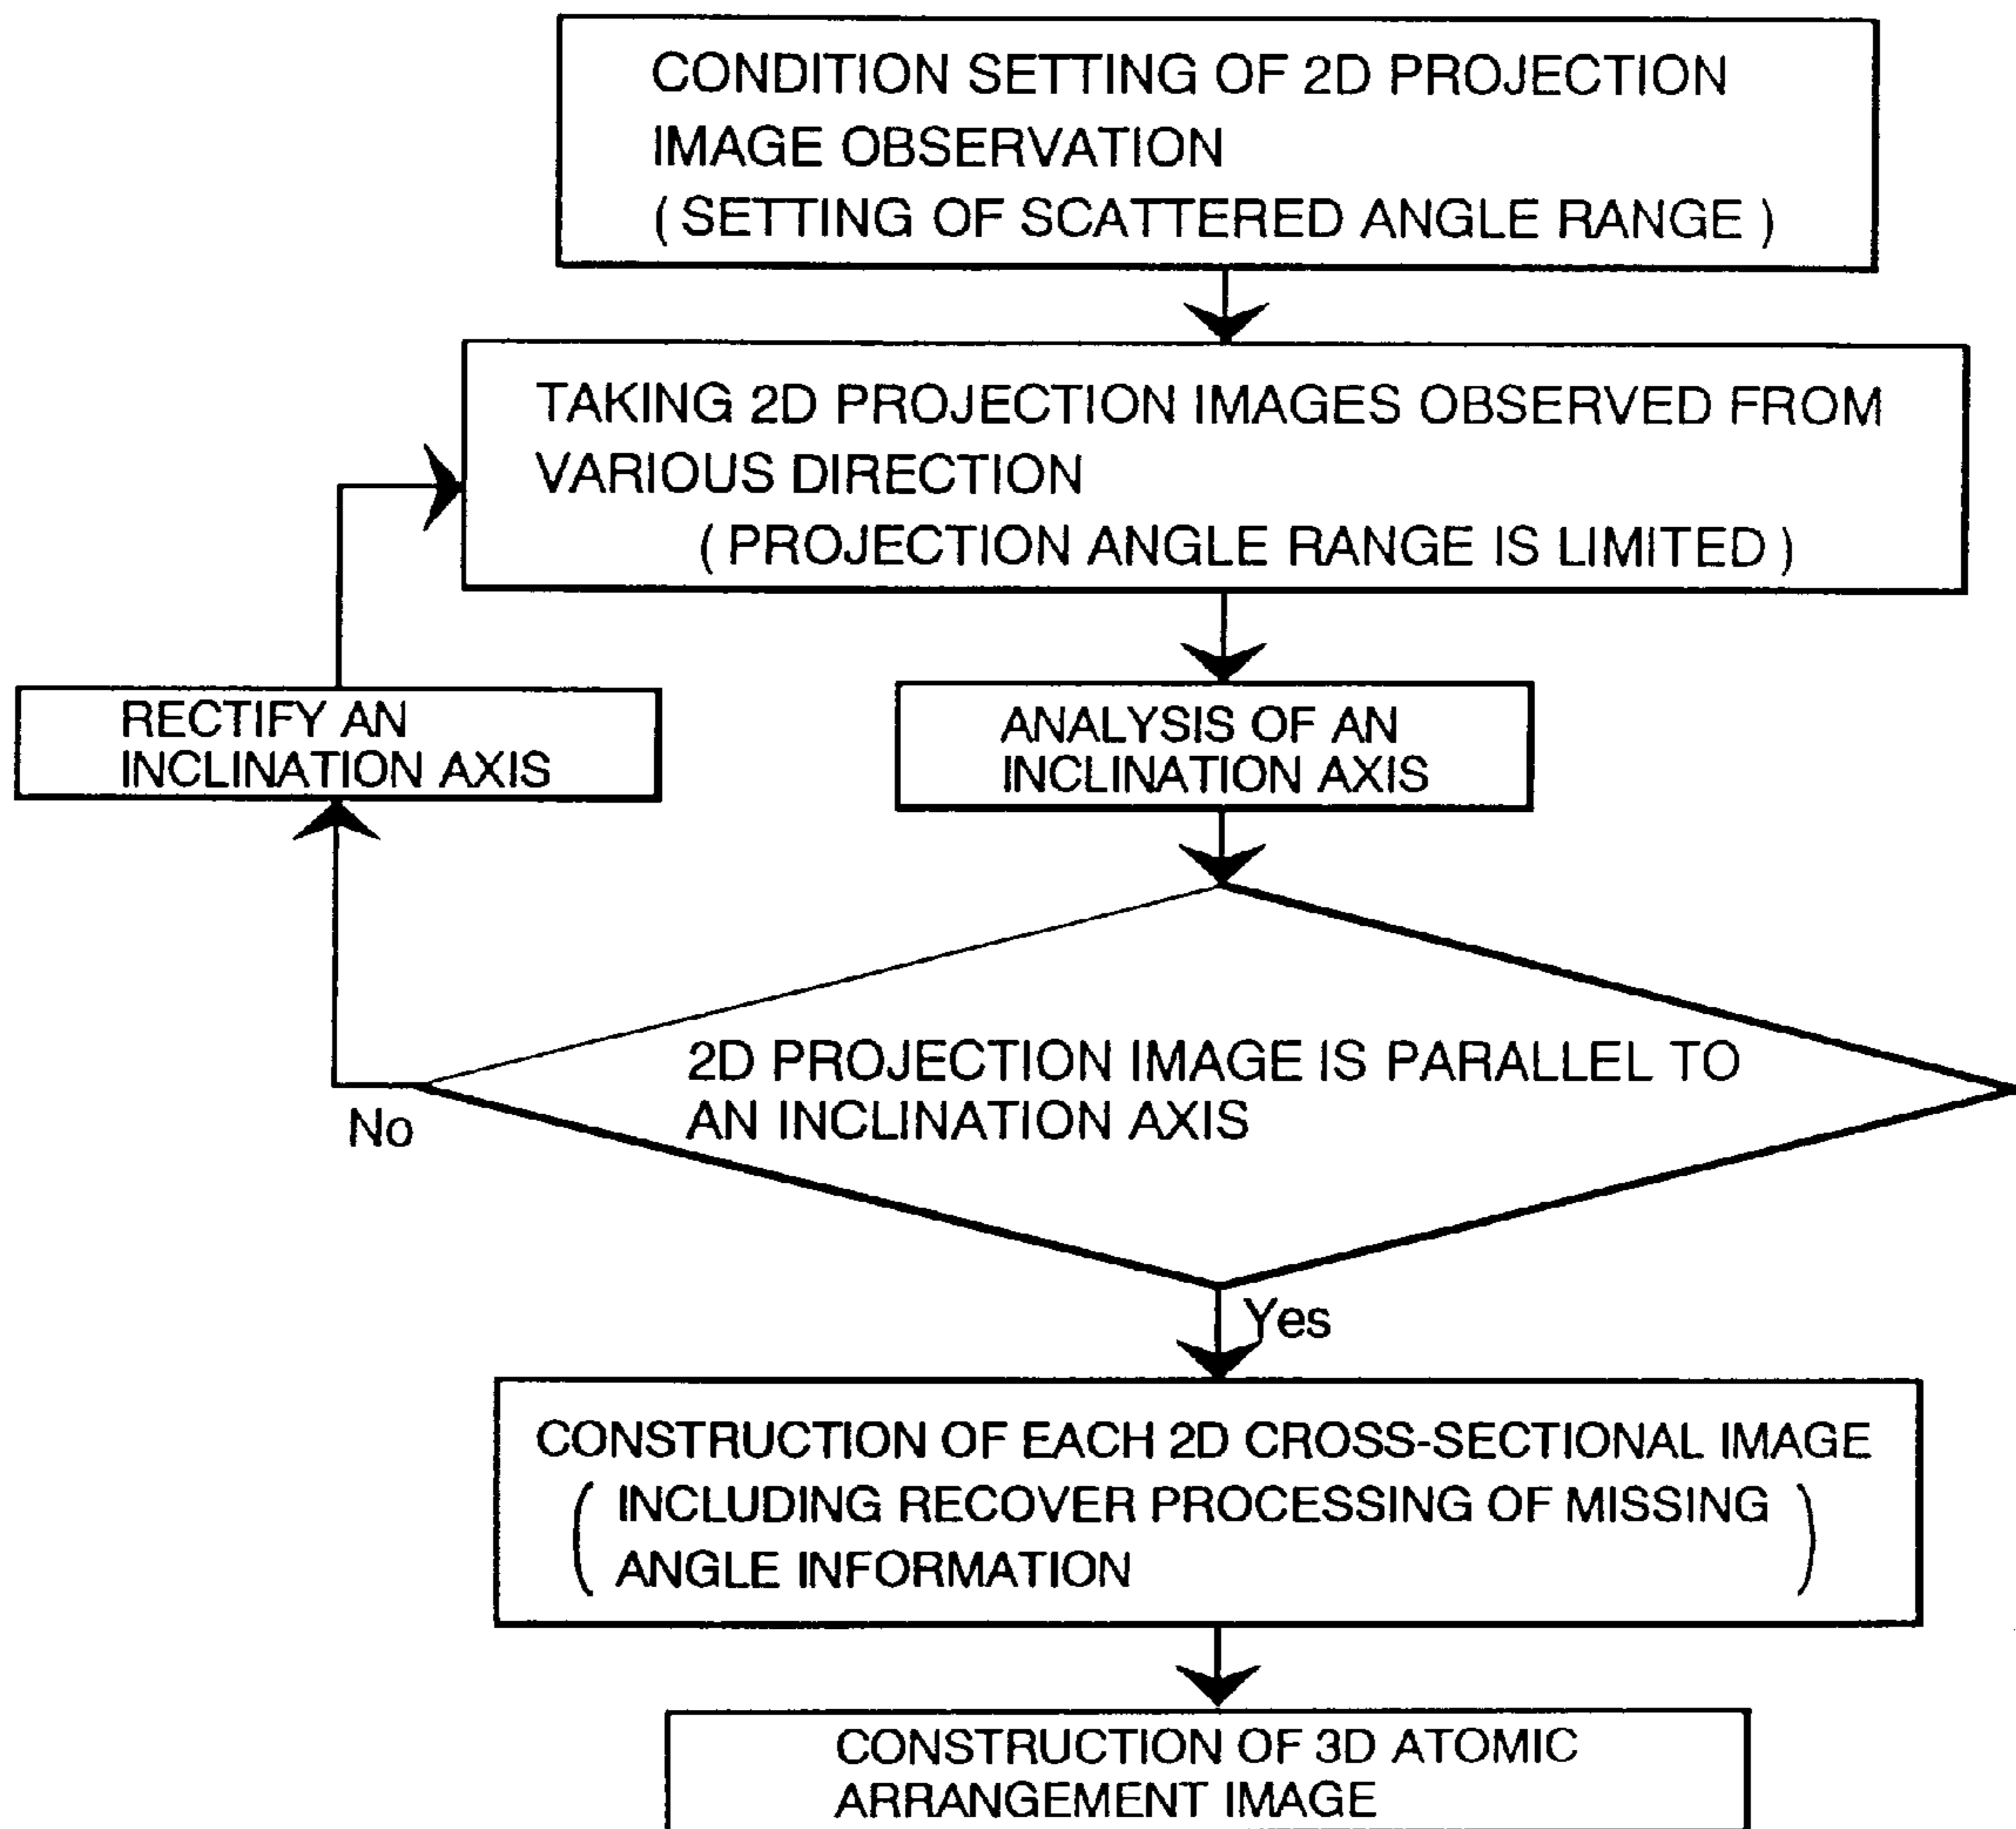 CONDITION SETTING OF 2D PROJECTION
IMAGE OBSERVATION
( SETTING OF SCATTERED ANGLE RANGE )
TAKING 2D PROJECTION IMAGES OBSERVED FROM
VARIOUS DIRECTION
( PROJECTION ANGLE RANGE IS LIMITED )
RECTIFY AN
INCLINATION AXIS
ANALYSIS OF AN
INCLINATION AXIS
2D PROJECTION IMAGE IS PARALLEL TO
AN INCLINATION AXIS
No
Yes
CONSTRUCTION OF EACH 2D CROSS-SECTIONAL IMAGE
( INCLUDING RECOVER PROCESSING OF MISSING
ANGLE INFORMATION )
CONSTRUCTION OF 3D ATOMIC
ARRANGEMENT IMAGE